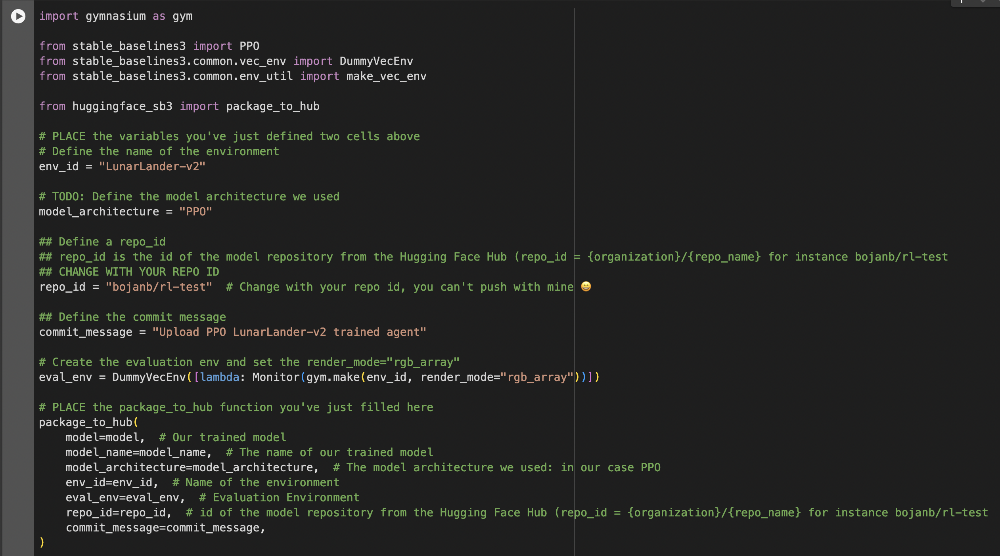 import gymnasium as gym
from stable_baselines3 import PPO
from stable_baselines3.common.vec_env import DummyVecEnv
from stable_baselines3.common.env_util import make_vec_env
from huggingface_sb3 import package_to_hub
# PLACE the variables you've just defined two cells above
# Define the name of the environment
env_id = "LunarLander-v2"
# TODO: Define the model architecture we used
model_architecture = "PPO"
## Define a repo_id
## repo_id is the id of the model repository from the Hugging Face Hub (repo_id = {organization}/{repo_name} for instance bojanb/rl-test
## CHANGE WITH YOUR REPO ID
repo_id = "bojanb/rl-test"  # Change with your repo id, you can't push with mine 😄
## Define the commit message
commit_message = "Upload PPO LunarLander-v2 trained agent"
# Create the evaluation env and set the render_mode="rgb_array"
eval_env = DummyVecEnv([lambda: Monitor(gym.make(env_id, render_mode="rgb_array"))])
# PLACE the package_to_hub function you've just filled here
package_to_hub(
    model=model,  # Our trained model
    model_name=model_name,  # The name of our trained model
    model_architecture=model_architecture,  # The model architecture we used: in our case PPO
    env_id=env_id,  # Name of the environment
    eval_env=eval_env,  # Evaluation Environment
    repo_id=repo_id,  # id of the model repository from the Hugging Face Hub (repo_id = {organization}/{repo_name} for instance bojanb/rl-test
    commit_message=commit_message,
)